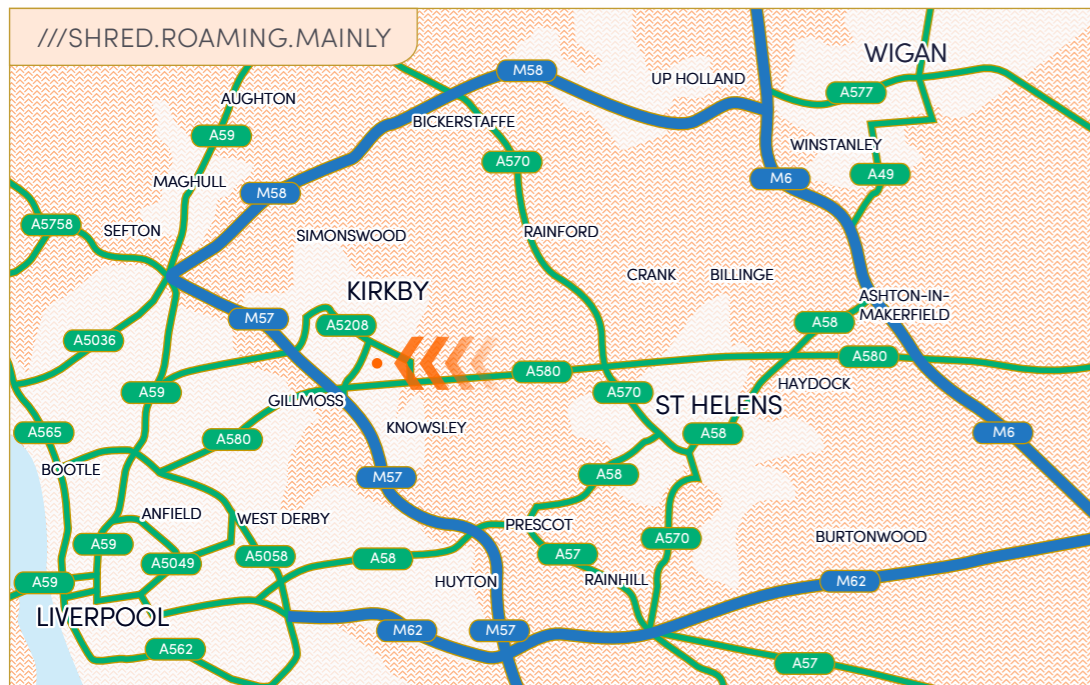 ///SHRED.ROAMING.MAINLY
WIGAN
M58
UP HOLLAND
A577
AUGHTON
BICKERSTAFFE
A59
WINSTANLEY
A570
A49
M6
MAGHULL
M58
A5758
SEFTON
SIMONSWOOD
RAINFORD
CRANK
BILLINGE
KIRKBY
ASHTON-IN-
MAKERFIELD
M57
A5208
A58
A5036
A580
A580
HAYDOCK
A59
A570
GILLMOSS
ST HELENS
A565
A580
KNOWSLEY
A58
M6
BOOTLE
M57
A58
ANFIELD
WEST DERBY
PRESCOT
A59
A5049
A5058
A58
A57
A570
BURTONWOOD
A59
HUYTON
RAINHILL
M62
LIVERPOOL
M62
M57
A562
A57